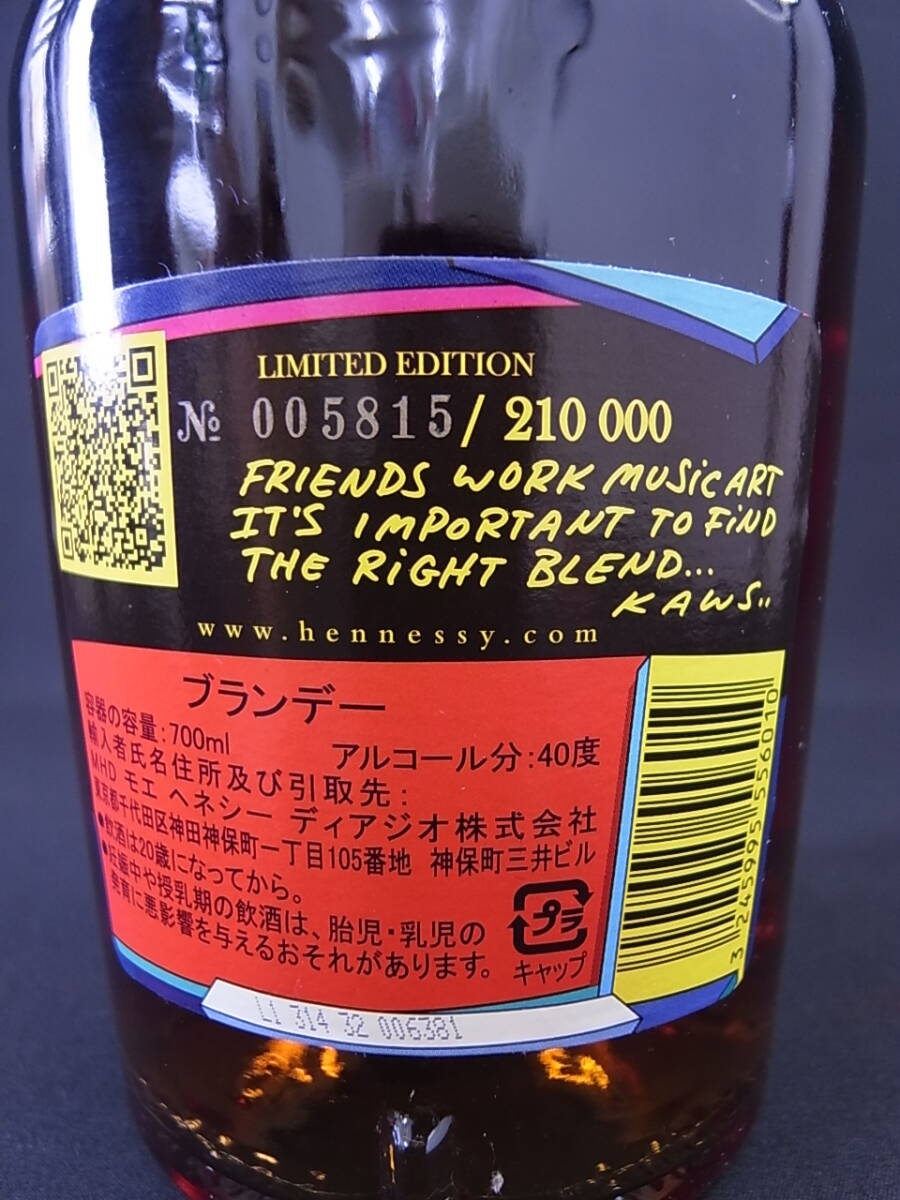 LIMITED EDITION
№ 005815 / 210 000
FRIENDS WORK MUSIC ART
IT'S IMPORTANT TO FIND
THE RIGHT BLEND...
KAWS..
www.hennessy.com
ブランデー
容器の容量:700ml
アルコール分:40度
輸入者氏名住所及び引取先:
MHD モエ ヘネシー ディアジオ株式会社
東京都千代田区神田神保町一丁目105番地 神保町三井ビル
●飲酒は20歳になってから。
●妊娠中や授乳期の飲酒は、胎児・乳児の
発育に悪影響を与えるおそれがあります。
プラ
キャップ
3 245995 556010
L1 314 32 006381